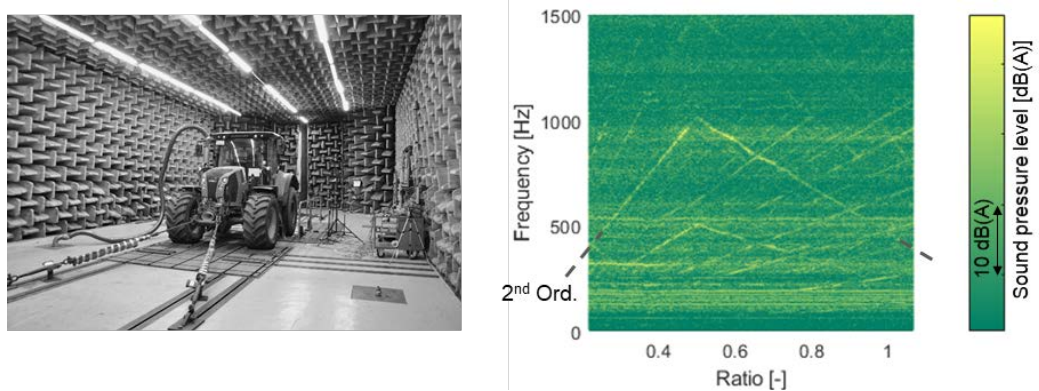 1500
1000
500
0
Frequency [Hz]
2nd Ord.
0.4
0.6
0.8
1
Ratio [-]
10 dB(A)
Sound pressure level [dB(A)]